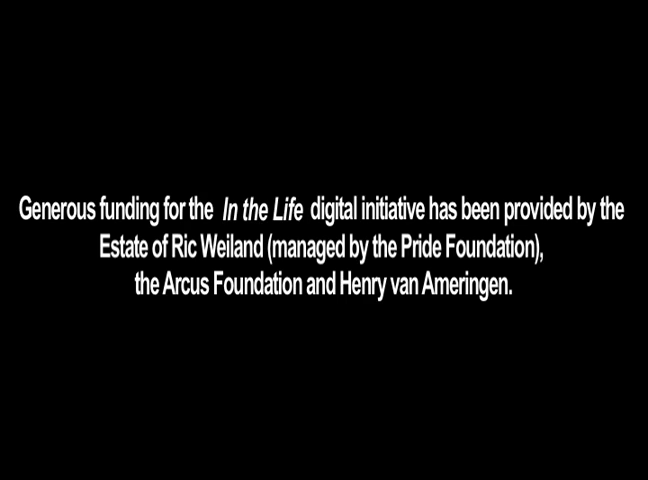 Generous funding for the In the Life digital initiative has been provided by the
Estate of Ric Weiland (managed by the Pride Foundation),
the Arcus Foundation and Henry van Ameringen.